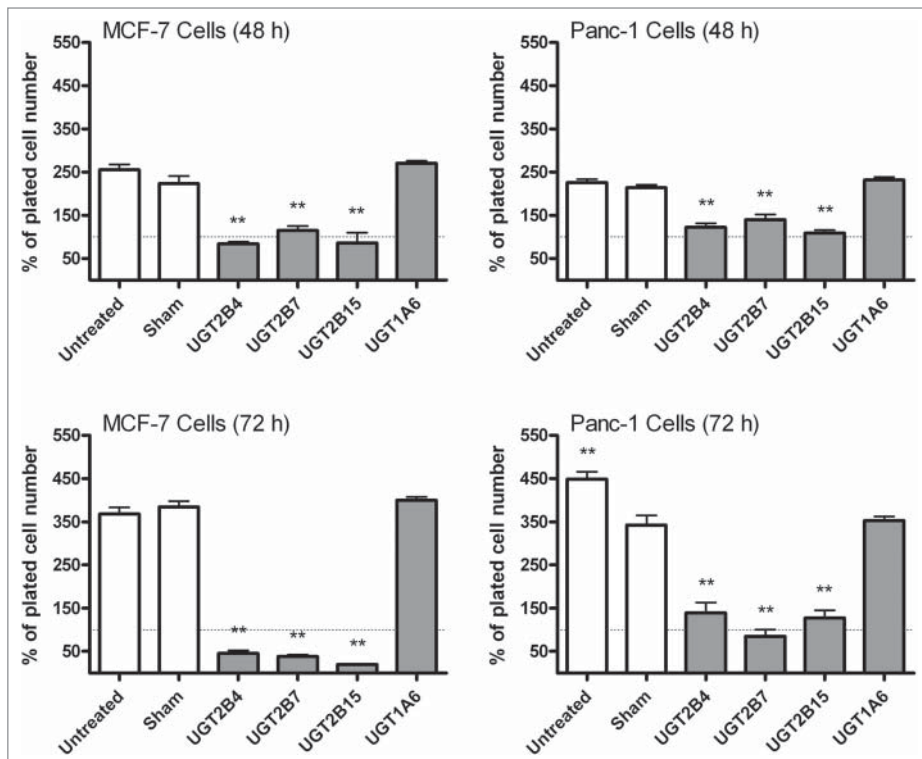 MCF-7 Cells (48 h)
% of plated cell number
550
450
350
250
150
50
** ** **
Untreated
Sham
UGT2B4
UGT2B7
UGT2B15
UGT1A6
Panc-1 Cells (48 h)
% of plated cell number
550
450
350
250
150
50
** ** **
Untreated
Sham
UGT2B4
UGT2B7
UGT2B15
UGT1A6
MCF-7 Cells (72 h)
% of plated cell number
550
450
350
250
150
50
** ** **
Untreated
Sham
UGT2B4
UGT2B7
UGT2B15
UGT1A6
Panc-1 Cells (72 h)
% of plated cell number
550
450
350
250
150
50
** ** ** **
Untreated
Sham
UGT2B4
UGT2B7
UGT2B15
UGT1A6